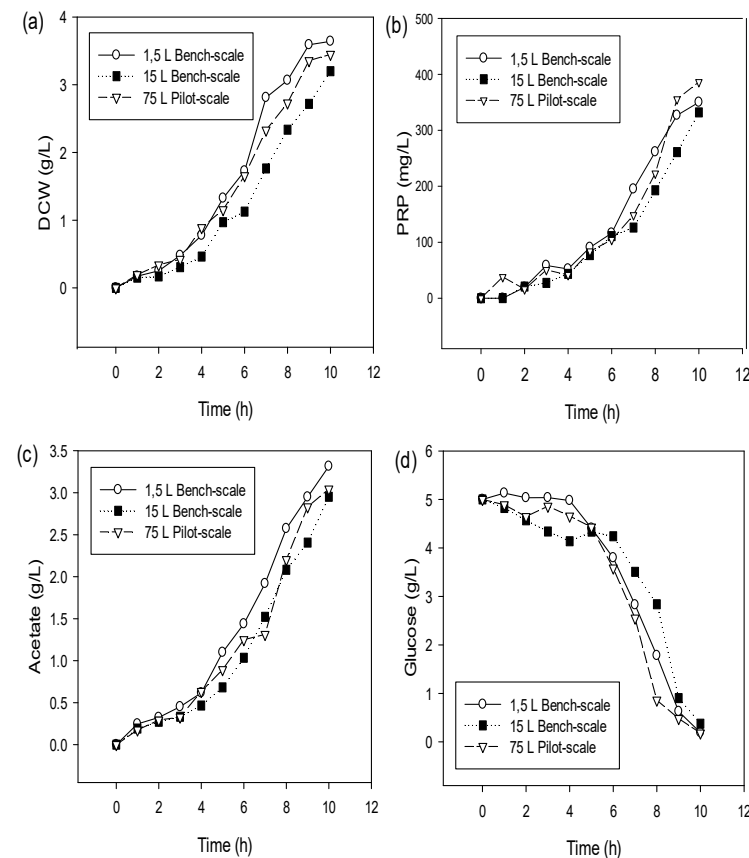 (a)
4
3
2
1
0
DCW (g/L)
1,5 L Bench-scale
15 L Bench-scale
75 L Pilot-scale
0 2 4 6 8 10 12
Time (h)
(b)
500
400
300
200
100
0
PRP (mg/L)
1,5 L Bench-scale
15 L Bench-scale
75 L Pilot-scale
0 2 4 6 8 10 12
Time (h)
(c)
3.5
3.0
2.5
2.0
1.5
1.0
0.5
0.0
Acetate (g/L)
1,5 L Bench-scale
15 L Bench-scale
75 L Pilot-scale
0 2 4 6 8 10 12
Time (h)
(d)
6
5
4
3
2
1
0
Glucose (g/L)
1,5 L Bench-scale
15 L Bench-scale
75 L Pilot-scale
0 2 4 6 8 10 12
Time (h)